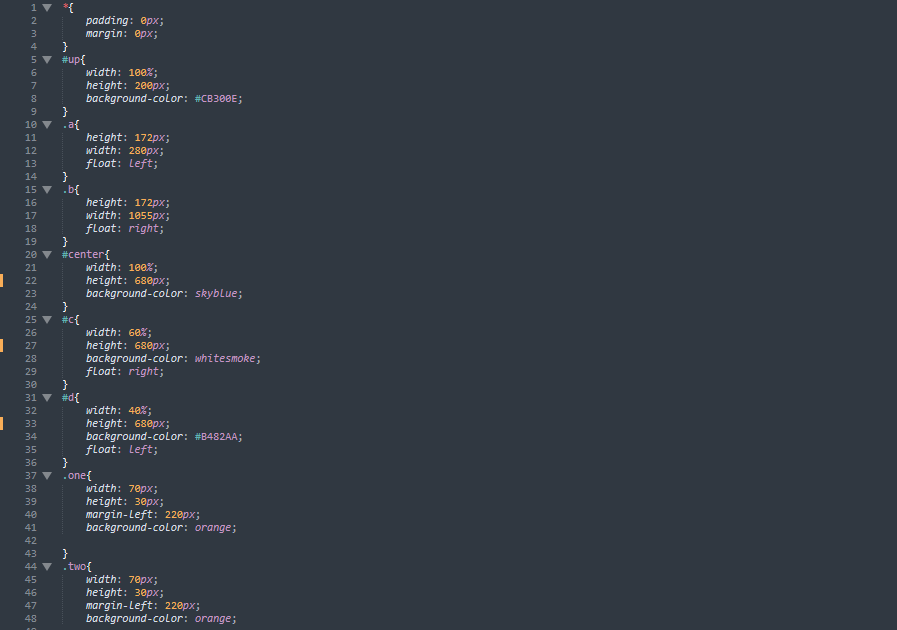 1 *{
2 padding: 0px;
3 margin: 0px;
4 }
5 #up{
6 width: 100%;
7 height: 200px;
8 background-color: #CB300E;
9 }
10 .a{
11 height: 172px;
12 width: 280px;
13 float: left;
14 }
15 .b{
16 height: 172px;
17 width: 1055px;
18 float: right;
19 }
20 #center{
21 width: 100%;
22 height: 680px;
23 background-color: skyblue;
24 }
25 #c{
26 width: 60%;
27 height: 680px;
28 background-color: whitesmoke;
29 float: right;
30 }
31 #d{
32 width: 40%;
33 height: 680px;
34 background-color: #B482AA;
35 float: left;
36 }
37 .one{
38 width: 70px;
39 height: 30px;
40 margin-left: 220px;
41 background-color: orange;
42
43 }
44 .two{
45 width: 70px;
46 height: 30px;
47 margin-left: 220px;
48 background-color: orange;